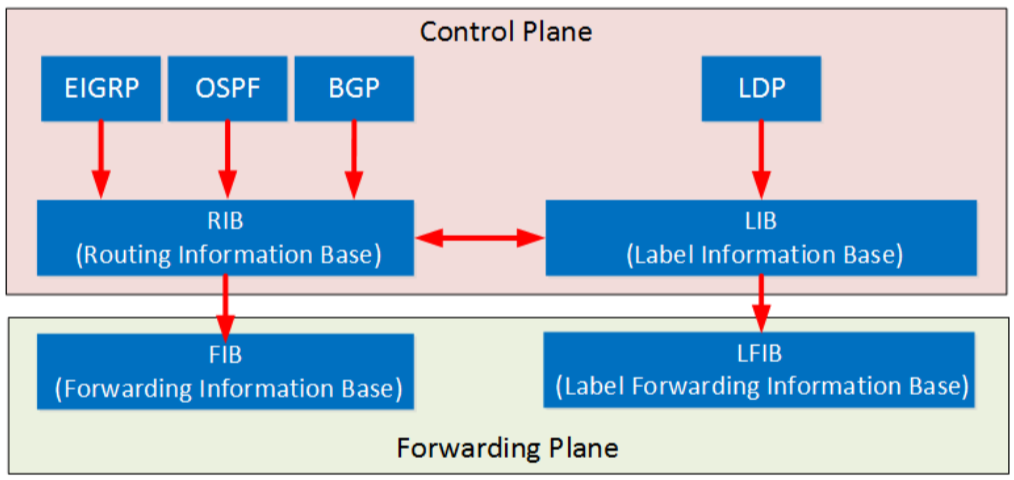 Control Plane
EIGRP
OSPF
BGP
LDP
RIB
(Routing Information Base)
LIB
(Label Information Base)
FIB
(Forwarding Information Base)
LFIB
(Label Forwarding Information Base)
Forwarding Plane